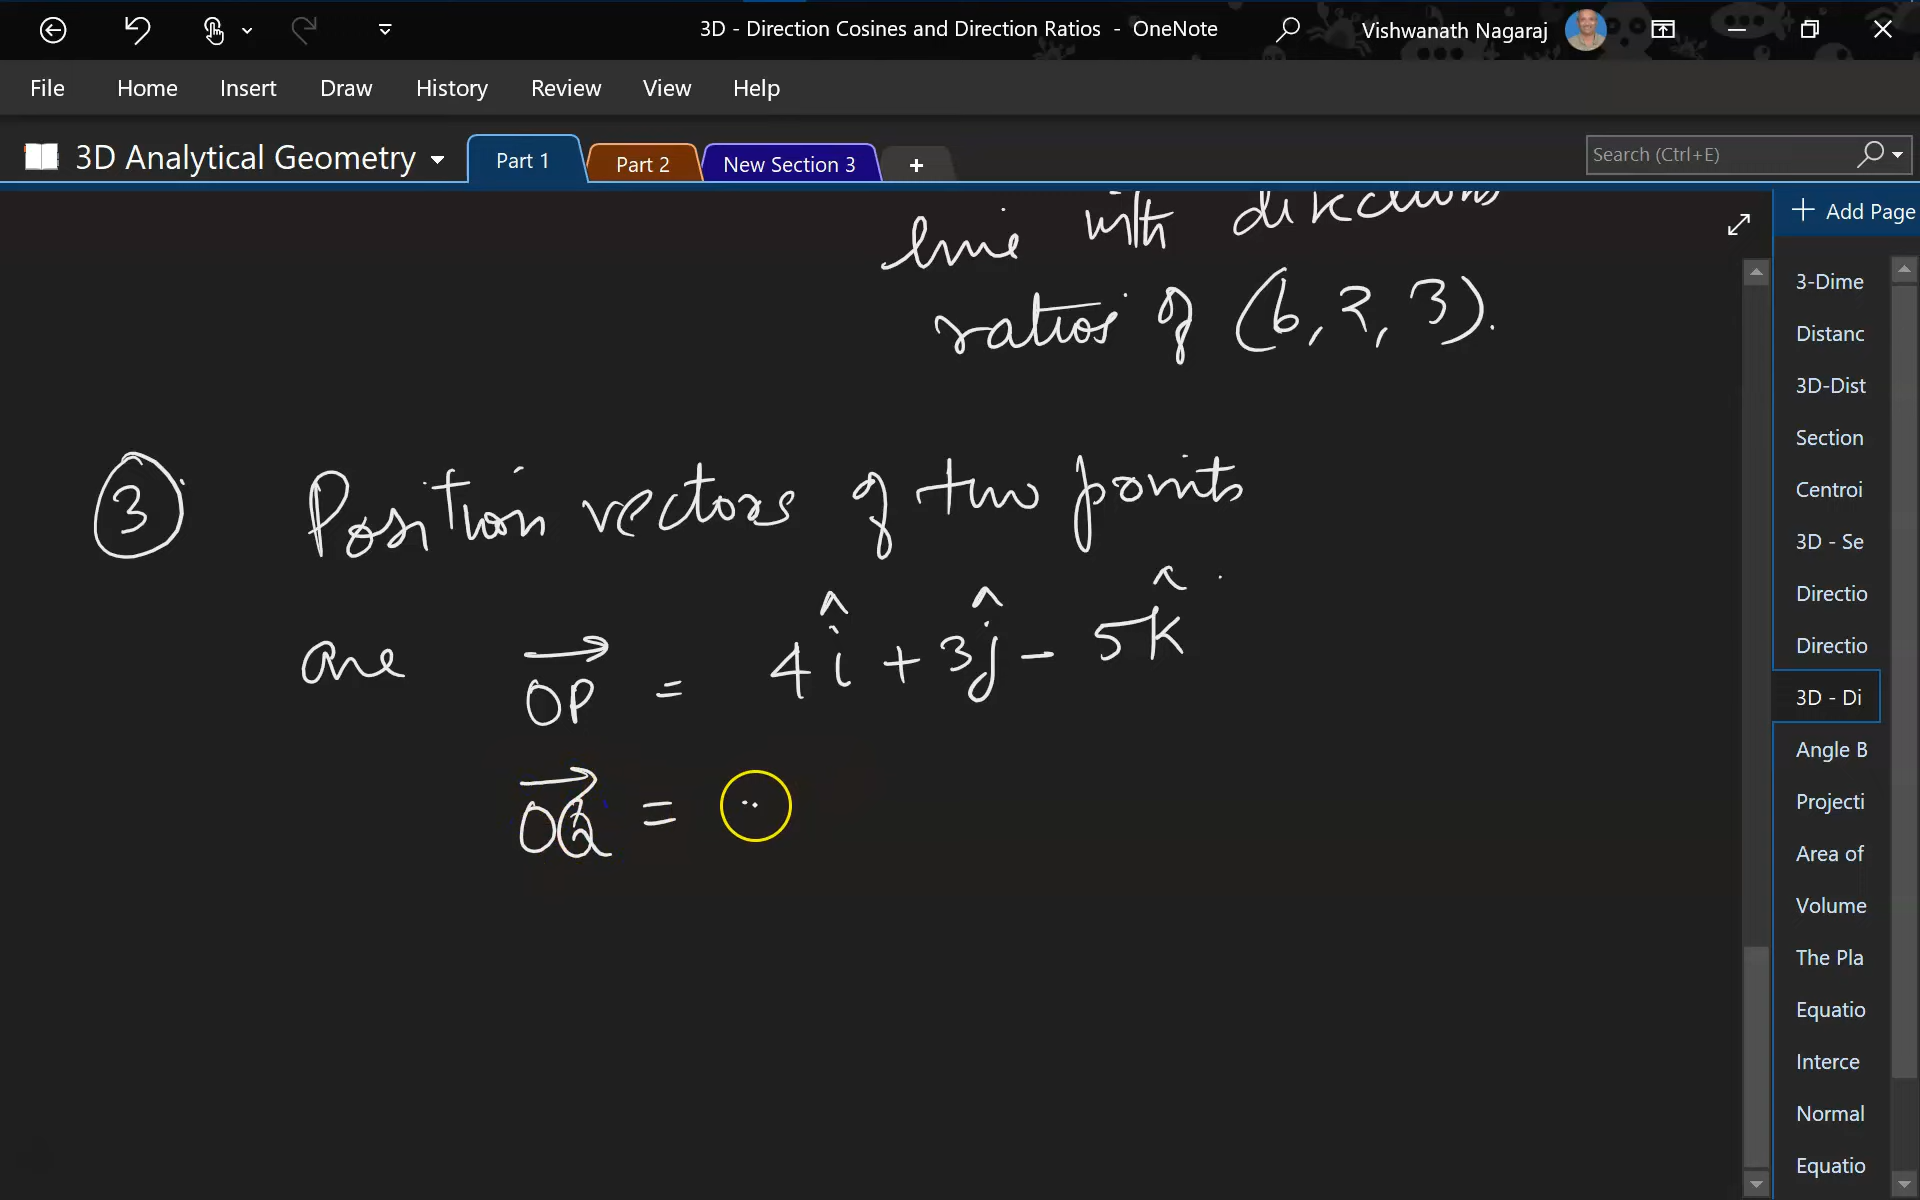 3D - Direction Cosines and Direction Ratios - OneNote
Vishwanath Nagaraj
File Home Insert Draw History Review View Help
3D Analytical Geometry
Part 1
Part 2
New Section 3
+
Search (Ctrl+E)
line with directions
ratios of (6, 2, 3).
③ Position vectors of two points
are \overrightarrow{OP} = 4î + 3ĵ - 5k̂
\overrightarrow{OQ} =
+ Add Page
3-Dime
Distanc
3D-Dist
Section
Centroi
3D - Se
Directio
Directio
3D - Di
Angle B
Projecti
Area of
Volume
The Pla
Equatio
Interce
Normal
Equatio